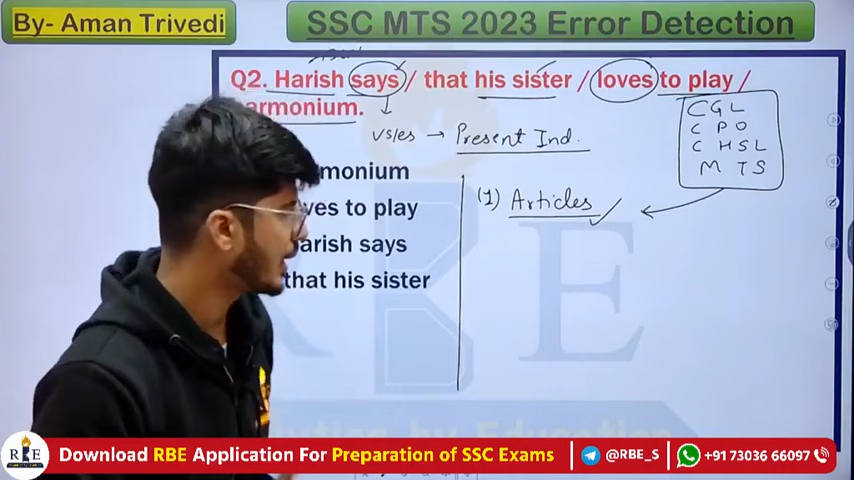 By- Aman Trivedi
SSC MTS 2023 Error Detection
Q2. Harish says / that his sister / loves to play /
armonium.
Vs/es → Present Ind.
CGL
CPO
CHSL
MTS
monium
ves to play
arish says
that his sister
(1) Articles
RBE
Download RBE Application For Preparation of SSC Exams
@RBE_S
+91 73036 66097